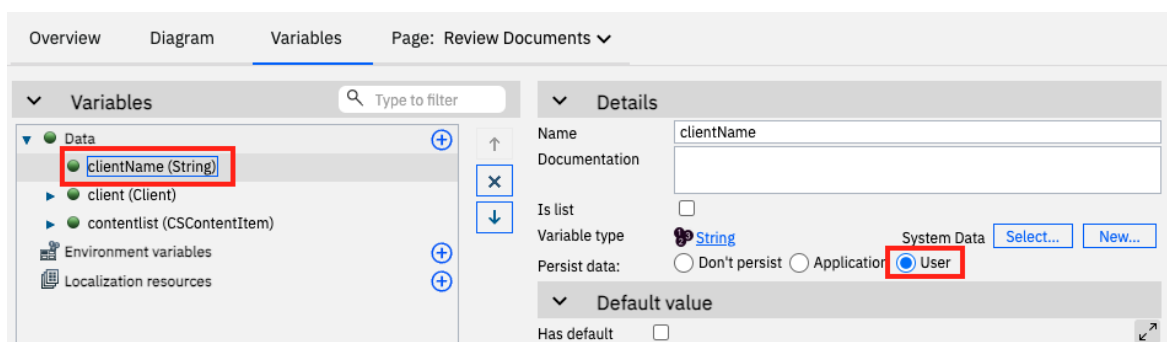 Overview Diagram Variables Page: Review Documents
Variables Type to filter
Data
clientName (String)
client (Client)
contentlist (CSContentItem)
Environment variables
Localization resources
Details
Name clientName
Documentation
Is list
Variable type String System Data Select... New...
Persist data: Don't persist Application User
Default value
Has default